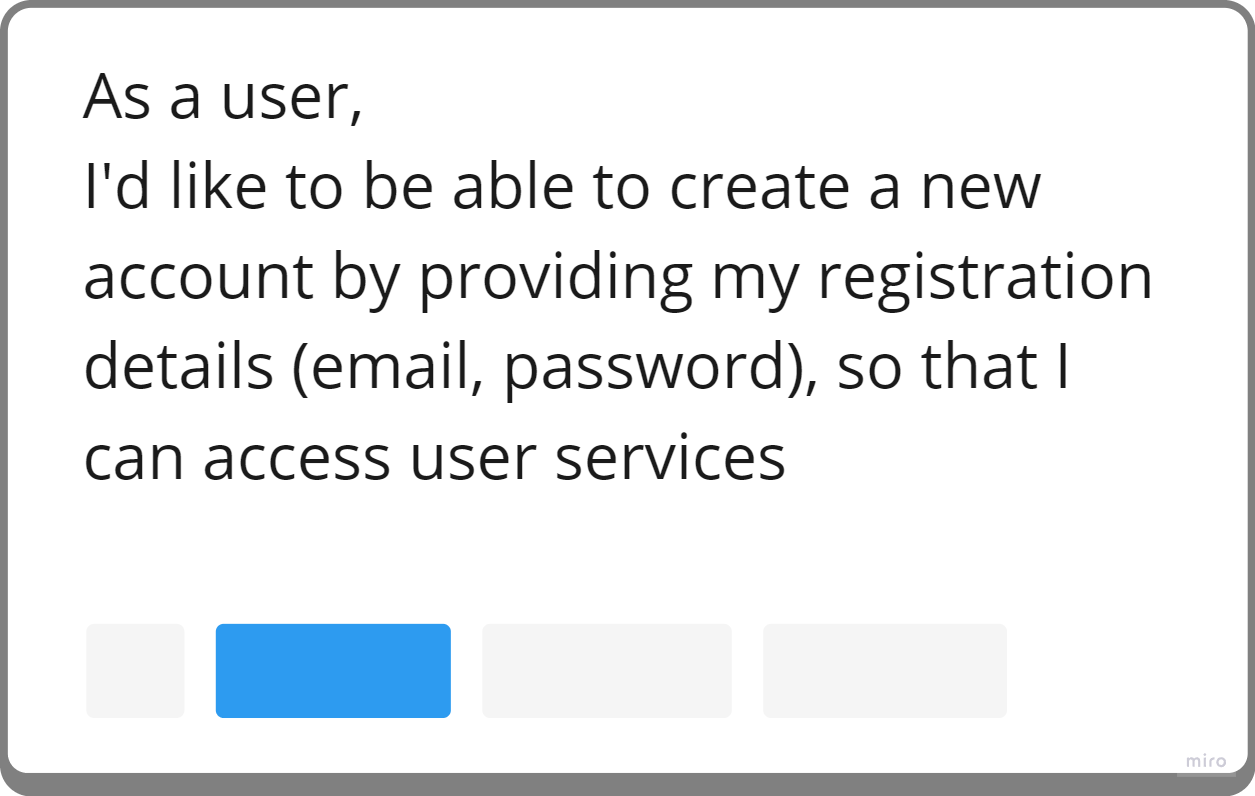 As a user,
I'd like to be able to create a new
account by providing my registration
details (email, password), so that I
can access user services
miro